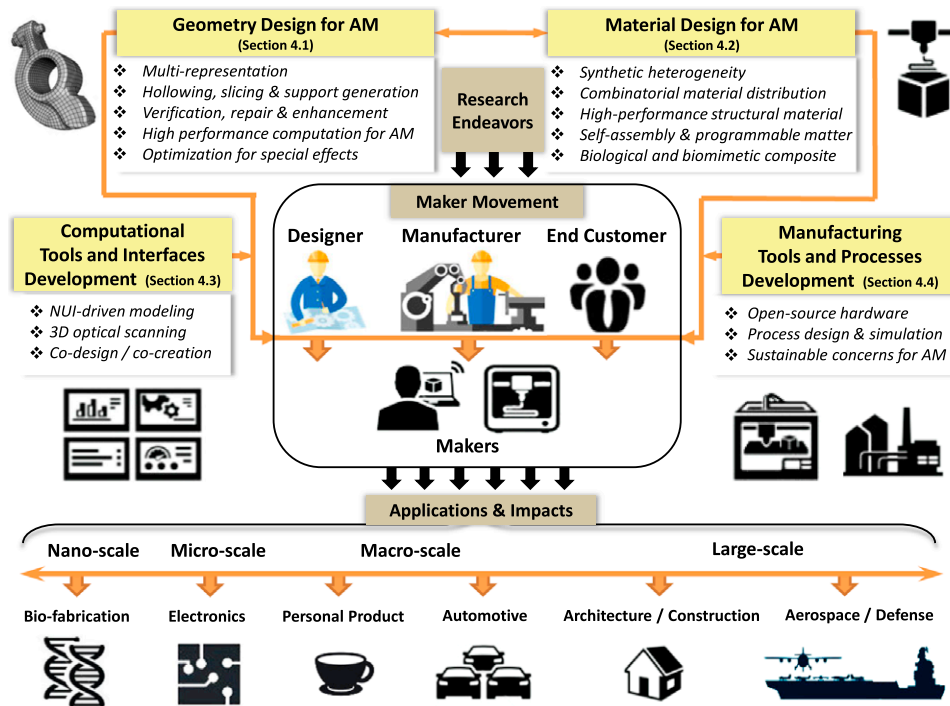 Geometry Design for AM
(Section 4.1)
❖ Multi-representation
❖ Hollowing, slicing & support generation
❖ Verification, repair & enhancement
❖ High performance computation for AM
❖ Optimization for special effects
Material Design for AM
(Section 4.2)
❖ Synthetic heterogeneity
❖ Combinatorial material distribution
❖ High-performance structural material
❖ Self-assembly & programmable matter
❖ Biological and biomimetic composite
Research
Endeavors
Computational
Tools and Interfaces
Development (Section 4.3)
❖ NUI-driven modeling
❖ 3D optical scanning
❖ Co-design / co-creation
Maker Movement
Designer
Manufacturer
End Customer
Makers
Manufacturing
Tools and Processes
Development (Section 4.4)
❖ Open-source hardware
❖ Process design & simulation
❖ Sustainable concerns for AM
Applications & Impacts
Nano-scale
Micro-scale
Macro-scale
Large-scale
Bio-fabrication
Electronics
Personal Product
Automotive
Architecture / Construction
Aerospace / Defense